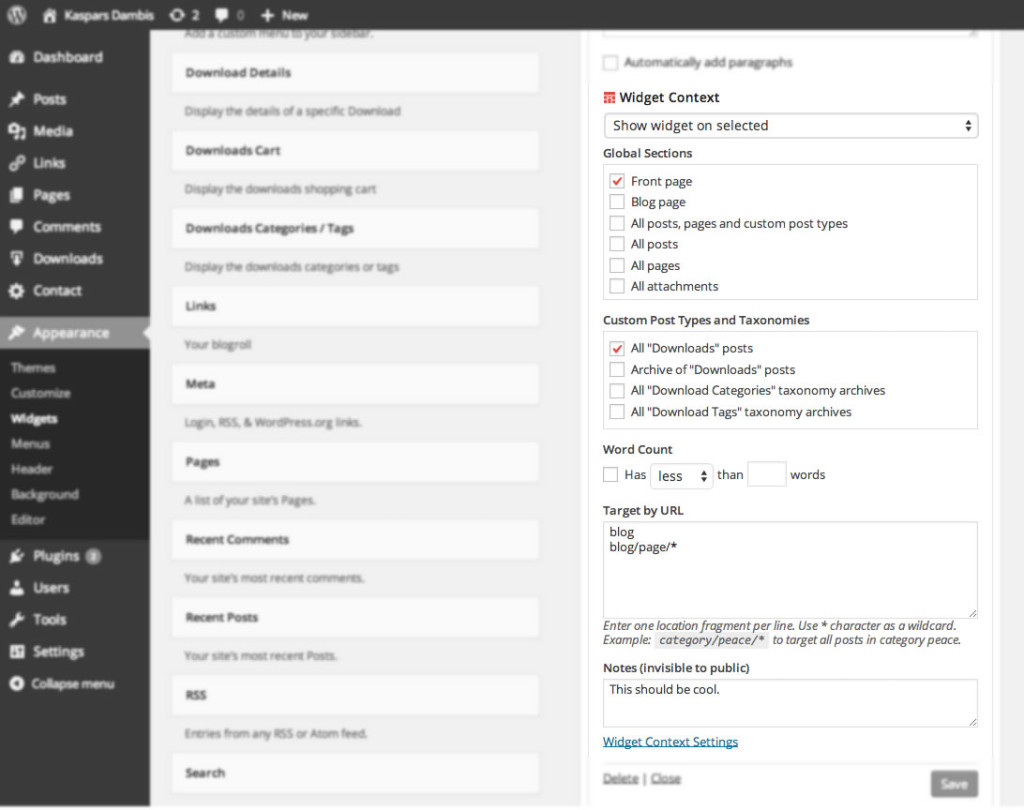 Kaspars Dambis 2 0 New
Dashboard
Posts
Media
Links
Pages
Comments
Downloads
Contact
Appearance
Themes
Customize
Widgets
Menus
Header
Background
Editor
Plugins 2
Users
Tools
Settings
Collapse menu
Add a custom menu to your sidebar.
Download Details
Display the details of a specific Download
Downloads Cart
Display the downloads shopping cart
Downloads Categories / Tags
Display the downloads categories or tags
Links
Your blogroll
Meta
Login, RSS, & WordPress.org links.
Pages
A list of your site's Pages.
Recent Comments
Your site's most recent comments.
Recent Posts
Your site's most recent Posts.
RSS
Entries from any RSS or Atom feed.
Search
Automatically add paragraphs
Widget Context
Show widget on selected
Global Sections
Front page
Blog page
All posts, pages and custom post types
All posts
All pages
All attachments
Custom Post Types and Taxonomies
All "Downloads" posts
Archive of "Downloads" posts
All "Download Categories" taxonomy archives
All "Download Tags" taxonomy archives
Word Count
Has less than words
Target by URL
blog
blog/page/*
Enter one location fragment per line. Use * character as a wildcard.
Example: category/peace/* to target all posts in category peace.
Notes (invisible to public)
This should be cool.
Widget Context Settings
Delete | Close
Save